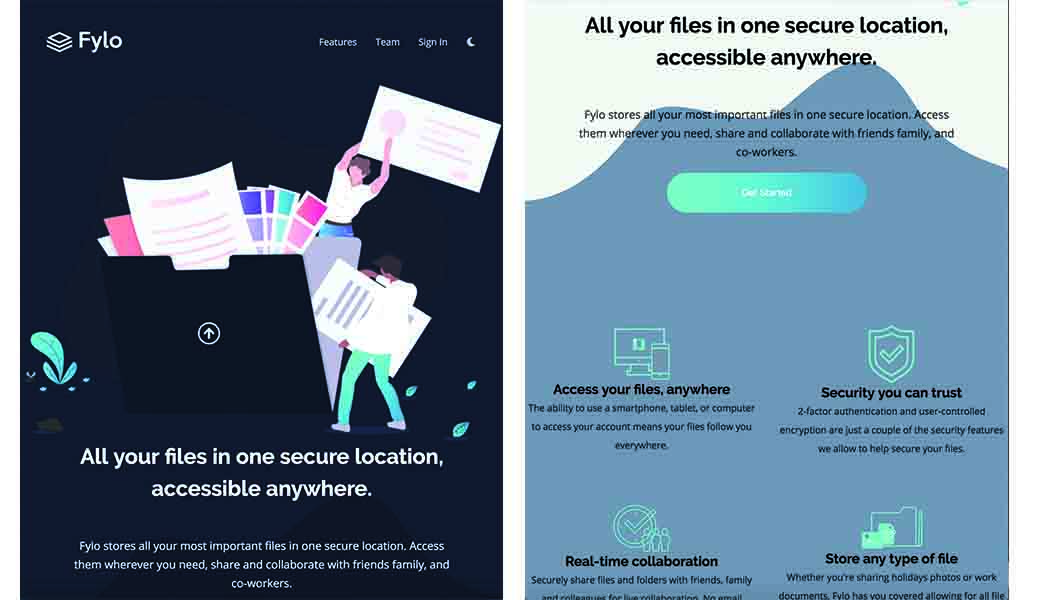 Fylo
Features Team Sign In
All your files in one secure location,
accessible anywhere.
Fylo stores all your most important files in one secure location. Access
them wherever you need, share and collaborate with friends family, and
co-workers.
All your files in one secure location,
accessible anywhere.
Fylo stores all your most important files in one secure location. Access
them wherever you need, share and collaborate with friends family, and
co-workers.
Get Started
Access your files, anywhere
The ability to use a smartphone, tablet, or computer
to access your account means your files follow you
everywhere.
Security you can trust
2-factor authentication and user-controlled
encryption are just a couple of the security features
we allow to help secure your files.
Real-time collaboration
Securely share files and folders with friends, family
and colleagues for live collaboration. No email
Store any type of file
Whether you're sharing holidays photos or work
documents, Fylo has you covered allowing for all file